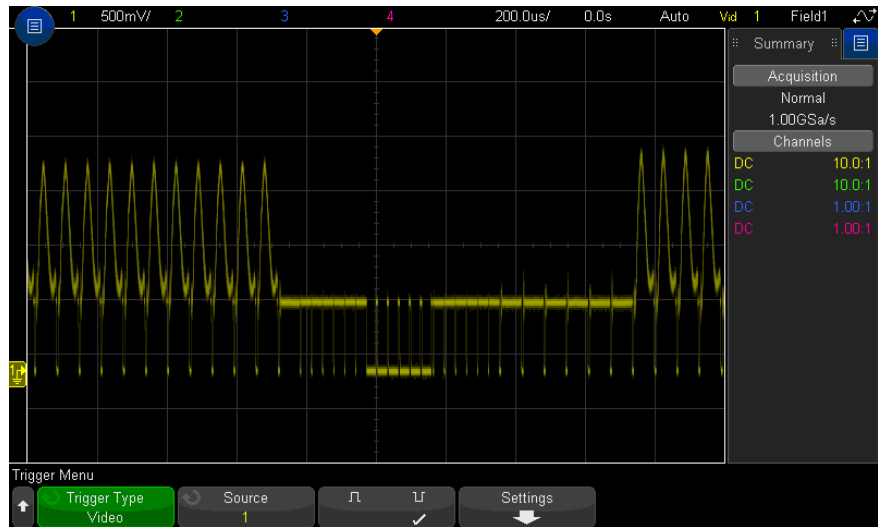 1 500mV/ 2 3 4 200.0us/ 0.0s Auto Vid 1 Field1
Summary
Acquisition
Normal
1.00GSa/s
Channels
DC 10.0:1
DC 10.0:1
DC 1.00:1
DC 1.00:1
1
Trigger Menu
Trigger Type Source Settings
Video 1